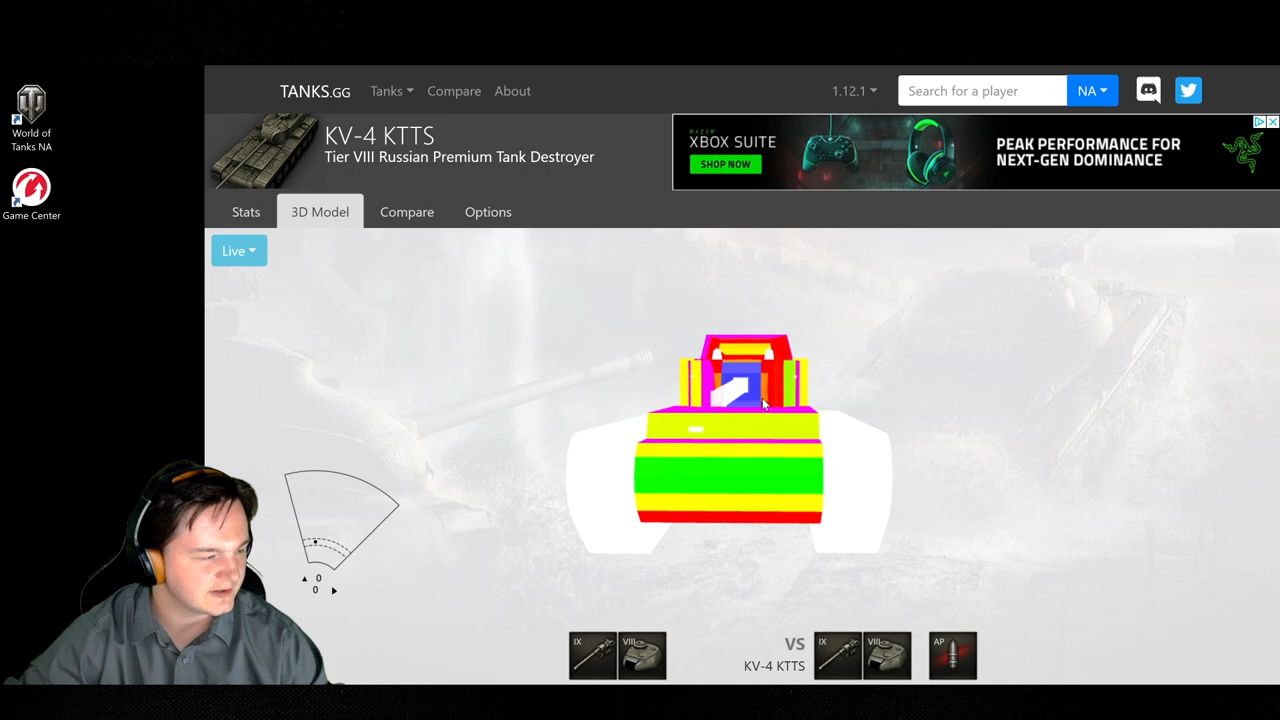 TANKS.GG
Tanks
Compare
About
1.12.1
Search for a player
NA
World of
Tanks NA
Game Center
KV-4 KTTS
Tier VIII Russian Premium Tank Destroyer
RAZER
XBOX SUITE
SHOP NOW
PEAK PERFORMANCE FOR
NEXT-GEN DOMINANCE
Stats
3D Model
Compare
Options
Live
0
0
IX
VIII
VS
KV-4 KTTS
IX
VIII
AP